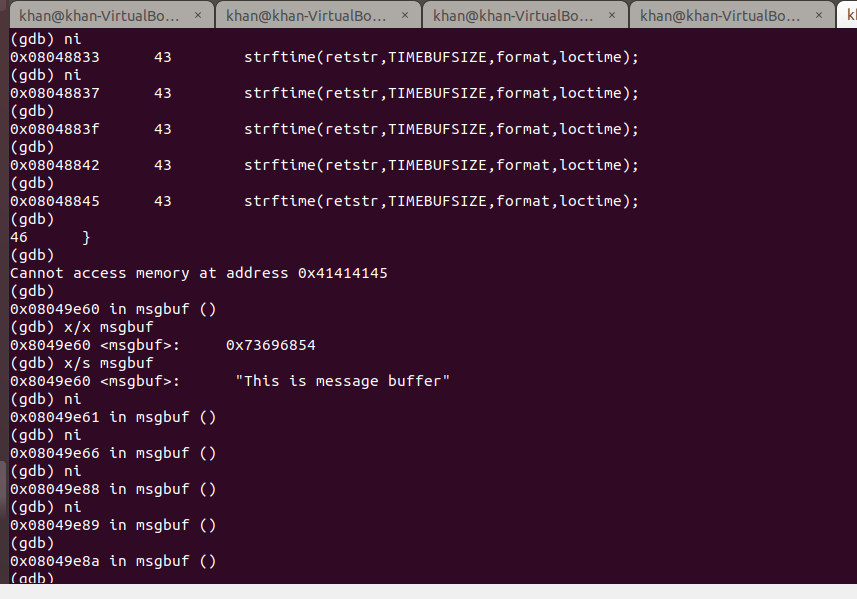 khan@khan-VirtualBo... × khan@khan-VirtualBo... × khan@khan-VirtualBo... × khan@khan-VirtualBo... ×
(gdb) ni
0x08048833 43 strftime(retstr,TIMEBUFSIZE,format,loctime);
(gdb) ni
0x08048837 43 strftime(retstr,TIMEBUFSIZE,format,loctime);
(gdb)
0x0804883f 43 strftime(retstr,TIMEBUFSIZE,format,loctime);
(gdb)
0x08048842 43 strftime(retstr,TIMEBUFSIZE,format,loctime);
(gdb)
0x08048845 43 strftime(retstr,TIMEBUFSIZE,format,loctime);
(gdb)
46 }
(gdb)
Cannot access memory at address 0x41414145
(gdb)
0x08049e60 in msgbuf ()
(gdb) x/x msgbuf
0x8049e60 <msgbuf>: 0x73696854
(gdb) x/s msgbuf
0x8049e60 <msgbuf>: "This is message buffer"
(gdb) ni
0x08049e61 in msgbuf ()
(gdb) ni
0x08049e66 in msgbuf ()
(gdb) ni
0x08049e88 in msgbuf ()
(gdb) ni
0x08049e89 in msgbuf ()
(gdb)
0x08049e8a in msgbuf ()
(gdb)